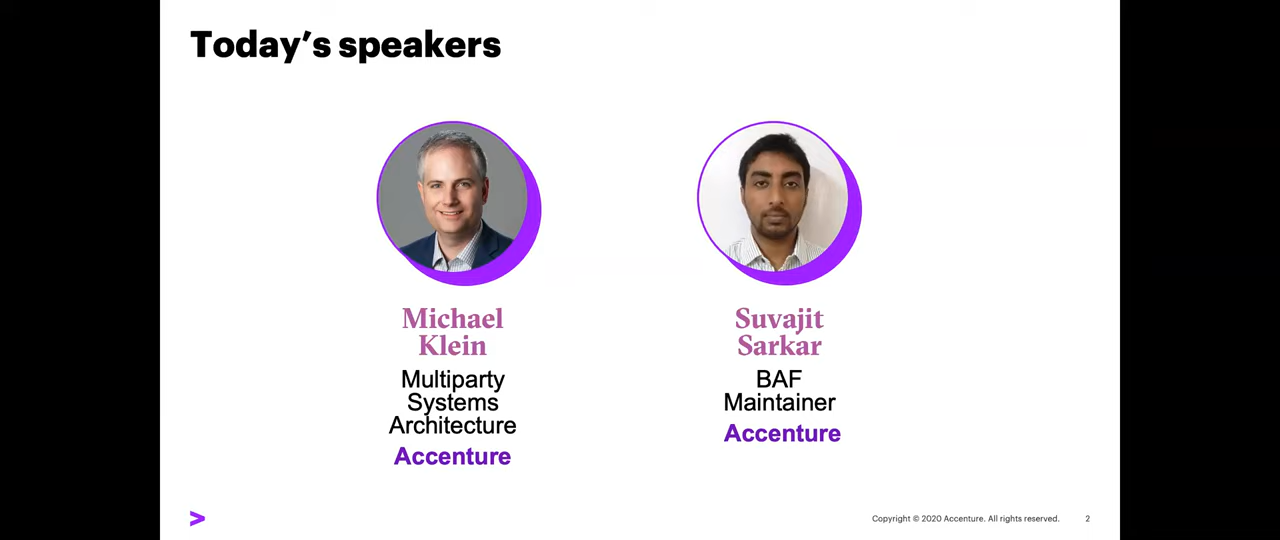 Today's speakers
Michael
Klein
Multiparty
Systems
Architecture
Accenture
Suvajit
Sarkar
BAF
Maintainer
Accenture
>
Copyright © 2020 Accenture. All rights reserved.
2